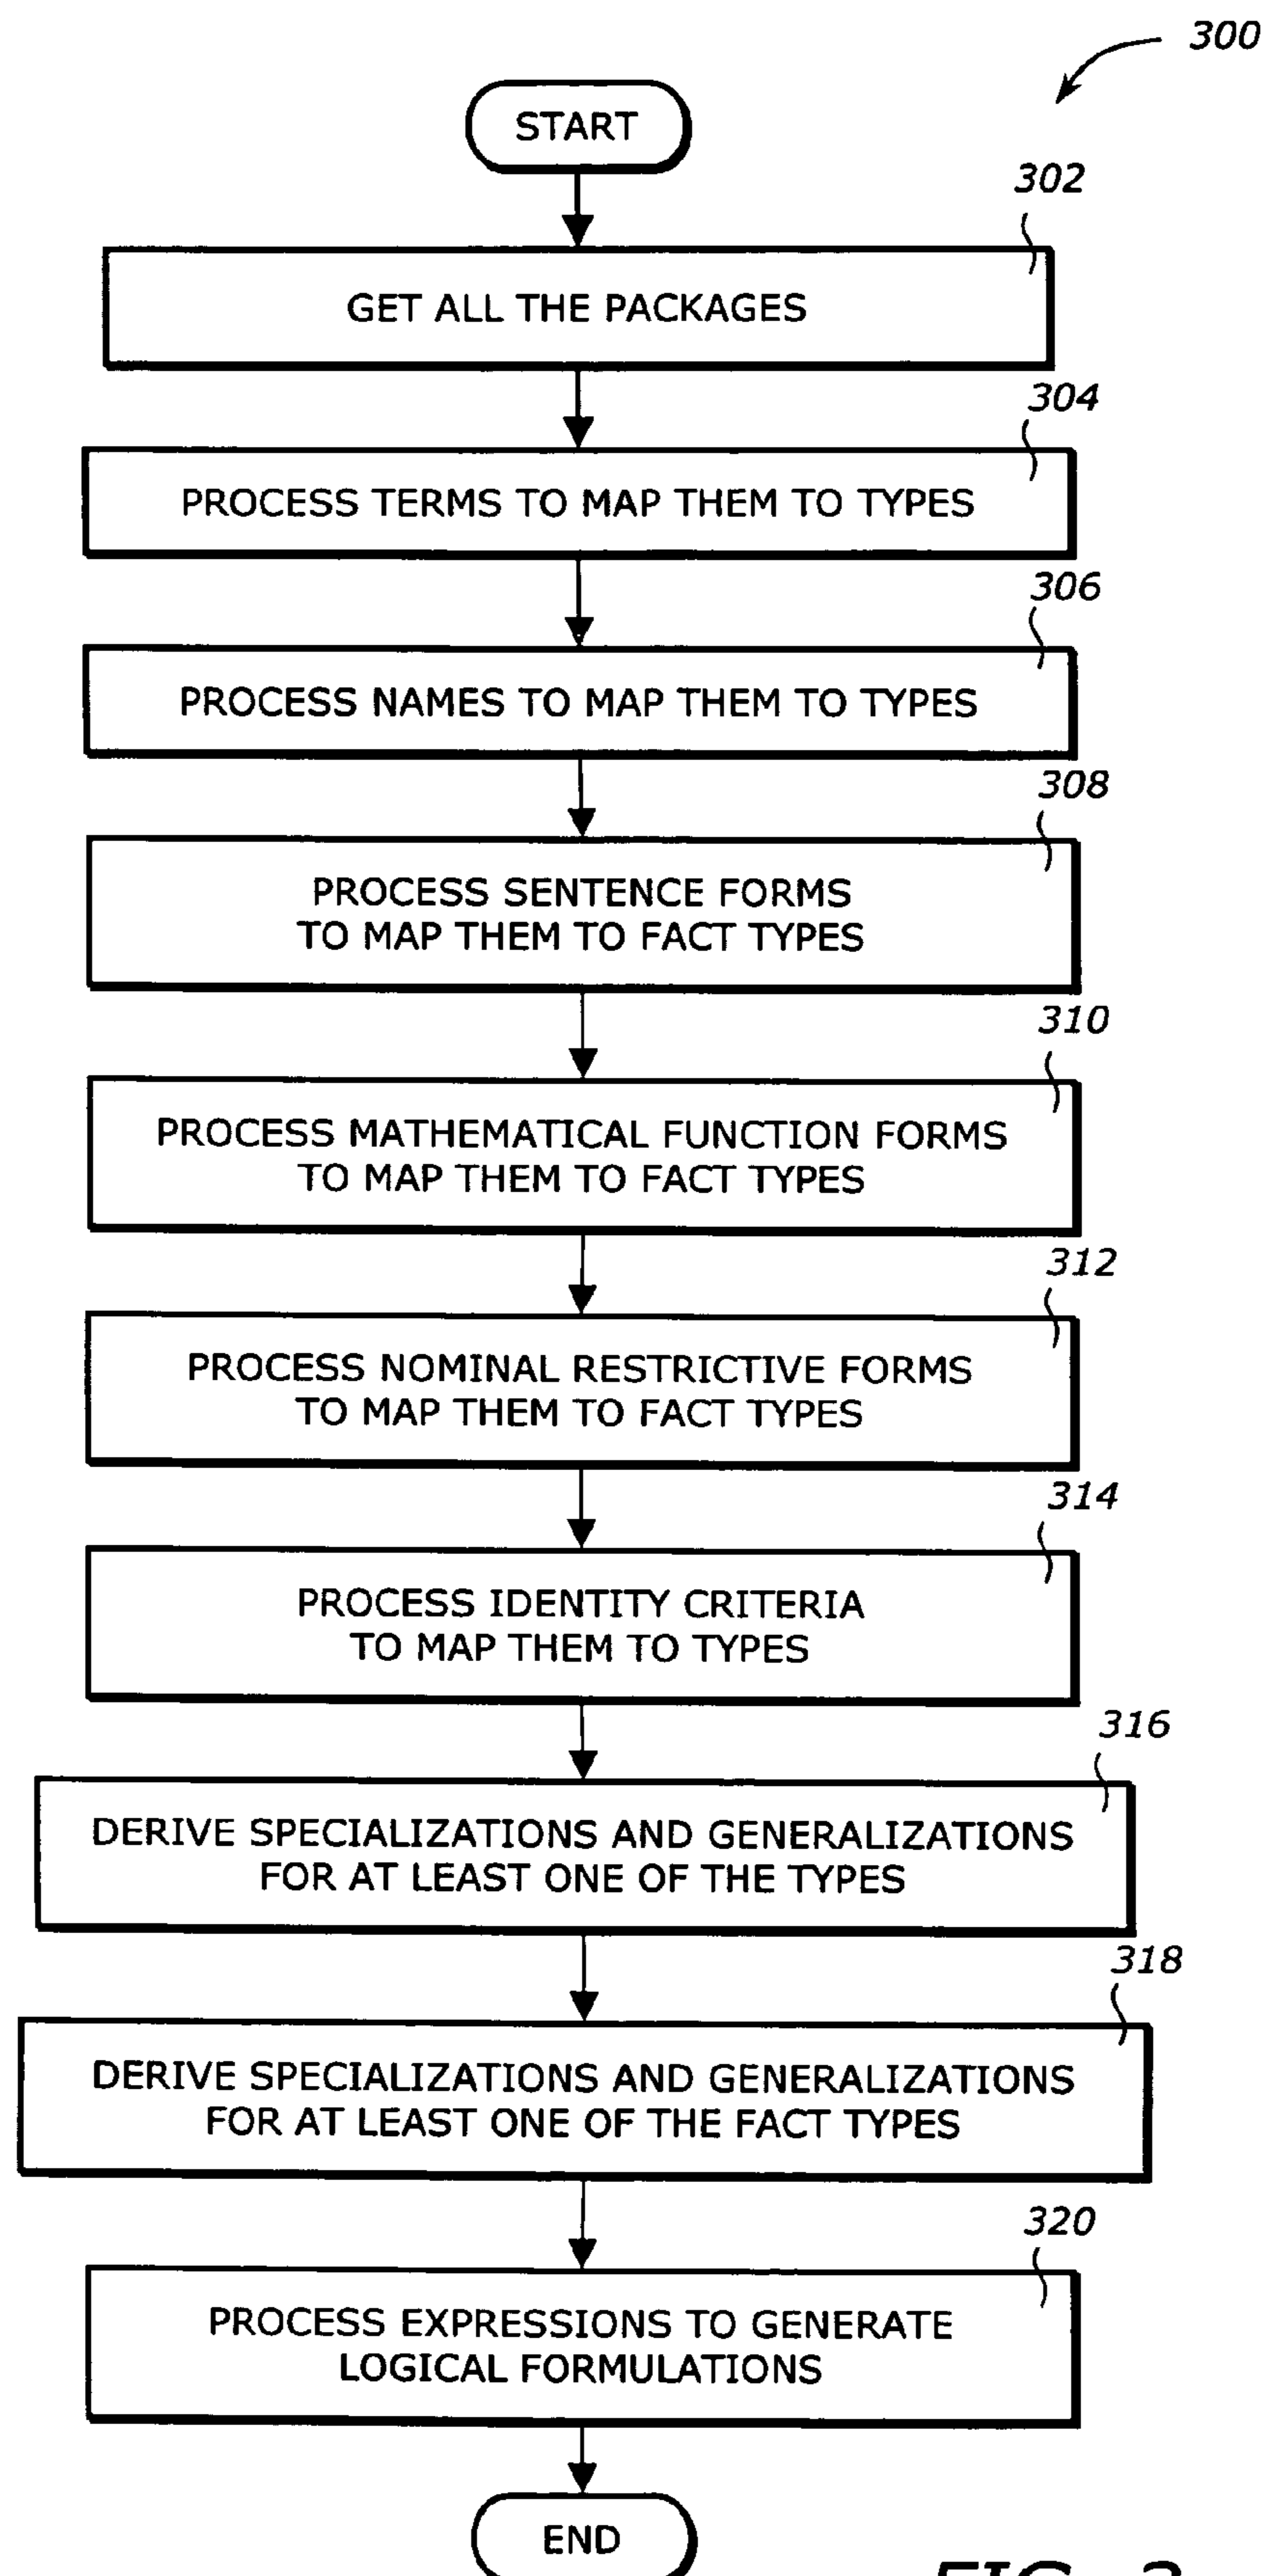 300
START
302
GET ALL THE PACKAGES
304
PROCESS TERMS TO MAP THEM TO TYPES
306
PROCESS NAMES TO MAP THEM TO TYPES
308
PROCESS SENTENCE FORMS
TO MAP THEM TO FACT TYPES
310
PROCESS MATHEMATICAL FUNCTION FORMS
TO MAP THEM TO FACT TYPES
312
PROCESS NOMINAL RESTRICTIVE FORMS
TO MAP THEM TO FACT TYPES
314
PROCESS IDENTITY CRITERIA
TO MAP THEM TO TYPES
316
DERIVE SPECIALIZATIONS AND GENERALIZATIONS
FOR AT LEAST ONE OF THE TYPES
318
DERIVE SPECIALIZATIONS AND GENERALIZATIONS
FOR AT LEAST ONE OF THE FACT TYPES
320
PROCESS EXPRESSIONS TO GENERATE
LOGICAL FORMULATIONS
END